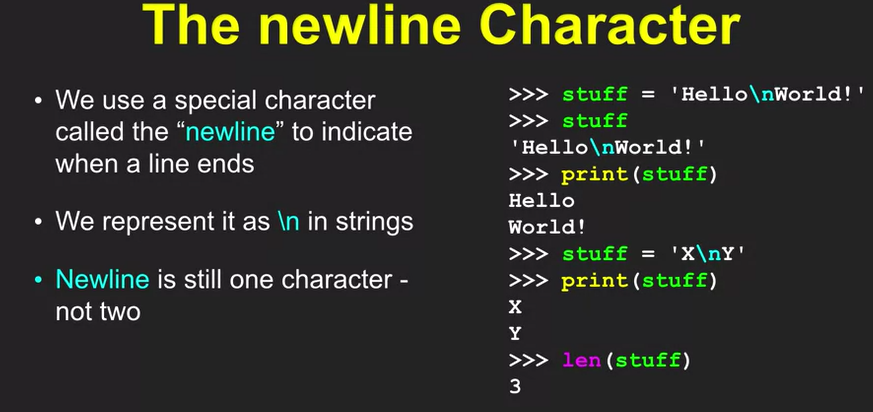 The newline Character
• We use a special character
called the “newline” to indicate
when a line ends
• We represent it as \n in strings
• Newline is still one character -
not two
>>> stuff = 'Hello\nWorld!'
>>> stuff
'Hello\nWorld!'
>>> print(stuff)
Hello
World!
>>> stuff = 'X\nY'
>>> print(stuff)
X
Y
>>> len(stuff)
3